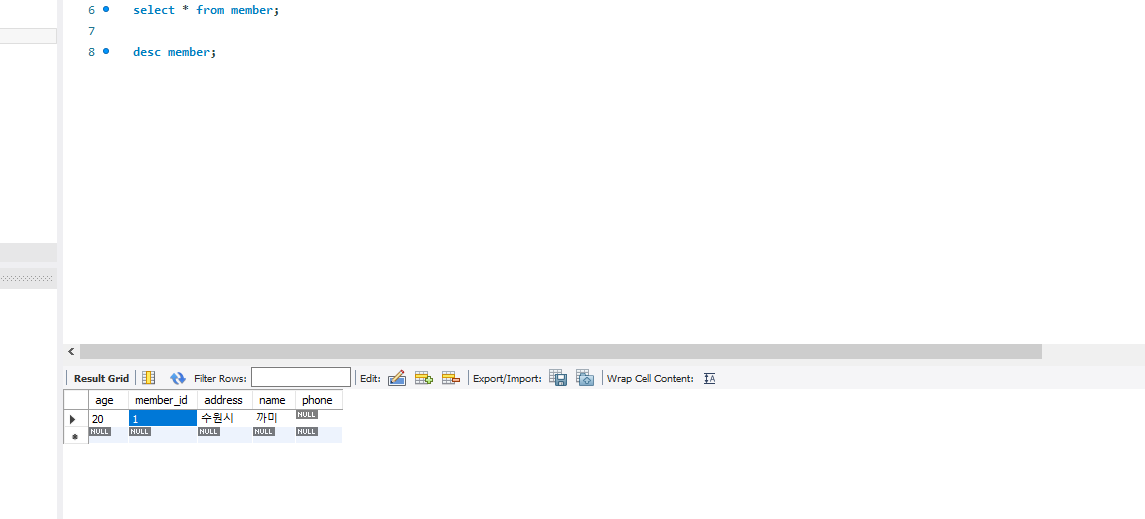 6 select * from member;
7
8 desc member;
Result Grid Filter Rows: Edit: Export/Import: Wrap Cell Content:
age member_id address name phone
20 1 수원시 까미 NULL
NULL NULL NULL NULL NULL